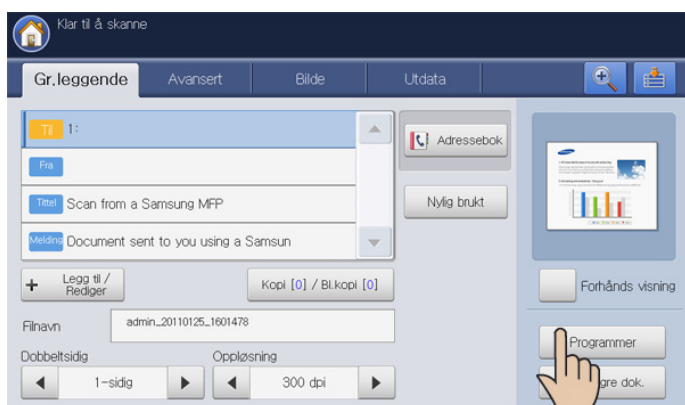 Klar til å skanne
Gr.leggende
Avansert
Bilde
Utdata
Til 1:
Fra
Tittel Scan from a Samsung MFP
Melding Document sent to you using a Samsun
Adressebok
Nylig brukt
+ Legg til /
Rediger
Kopi [0] / Bl.kopi [0]
Forhånds visning
Filnavn admin_20110125_1601478
Programmer
Dobbeltsidig
Oppløsning
1-sidig
300 dpi
gre dok.